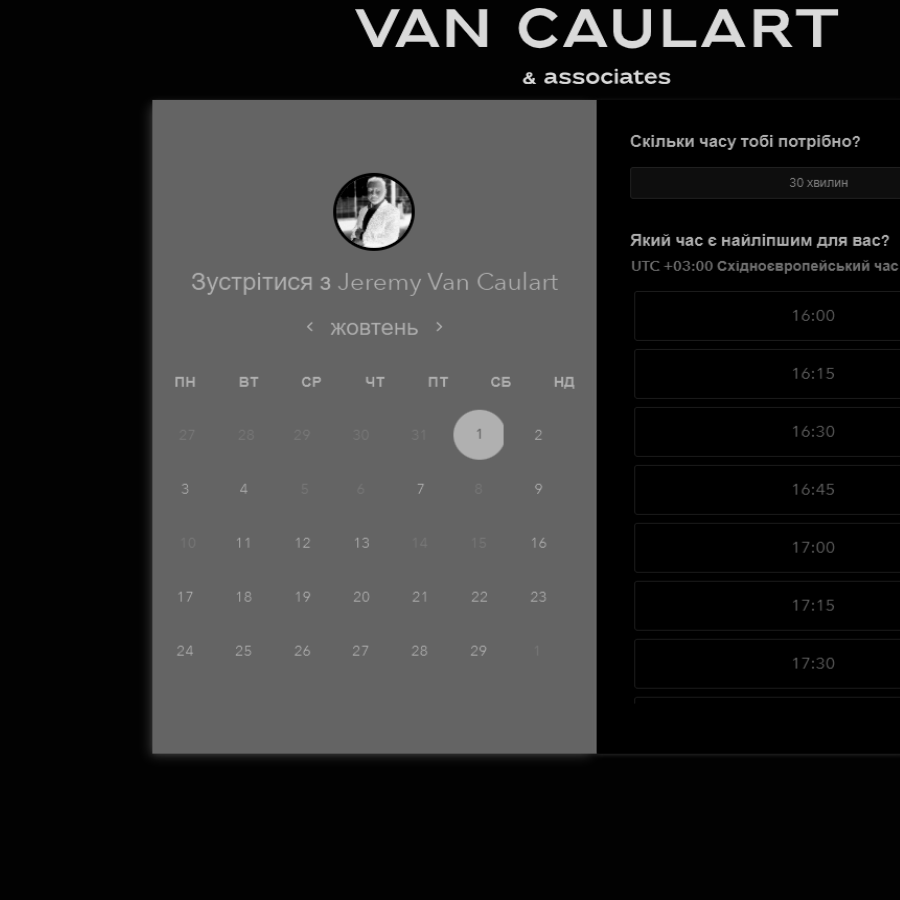 VAN CAULART
& associates
Зустрітися з Jeremy Van Caulart
жовтень
ПН ВТ СР ЧТ ПТ СБ НД
27 28 29 30 31 1 2
3 4 5 6 7 8 9
10 11 12 13 14 15 16
17 18 19 20 21 22 23
24 25 26 27 28 29 1
Скільки часу тобі потрібно?
30 хвилин
Який час є найліпшим для вас?
UTC +03:00 Східноєвропейський час
16:00
16:15
16:30
16:45
17:00
17:15
17:30